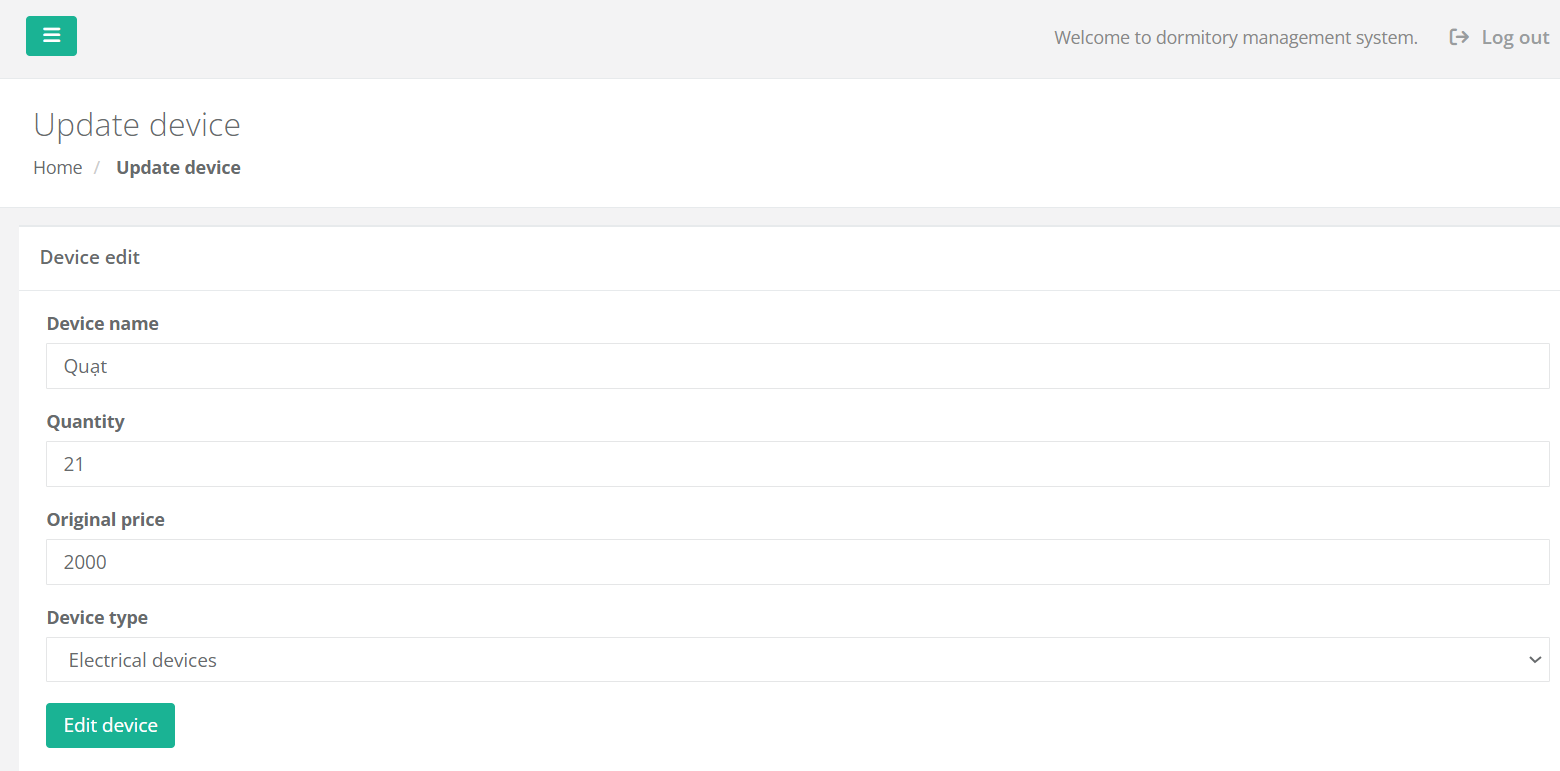 Welcome to dormitory management system. Log out
Update device
Home / Update device
Device edit
Device name
Quạt
Quantity
21
Original price
2000
Device type
Electrical devices
Edit device